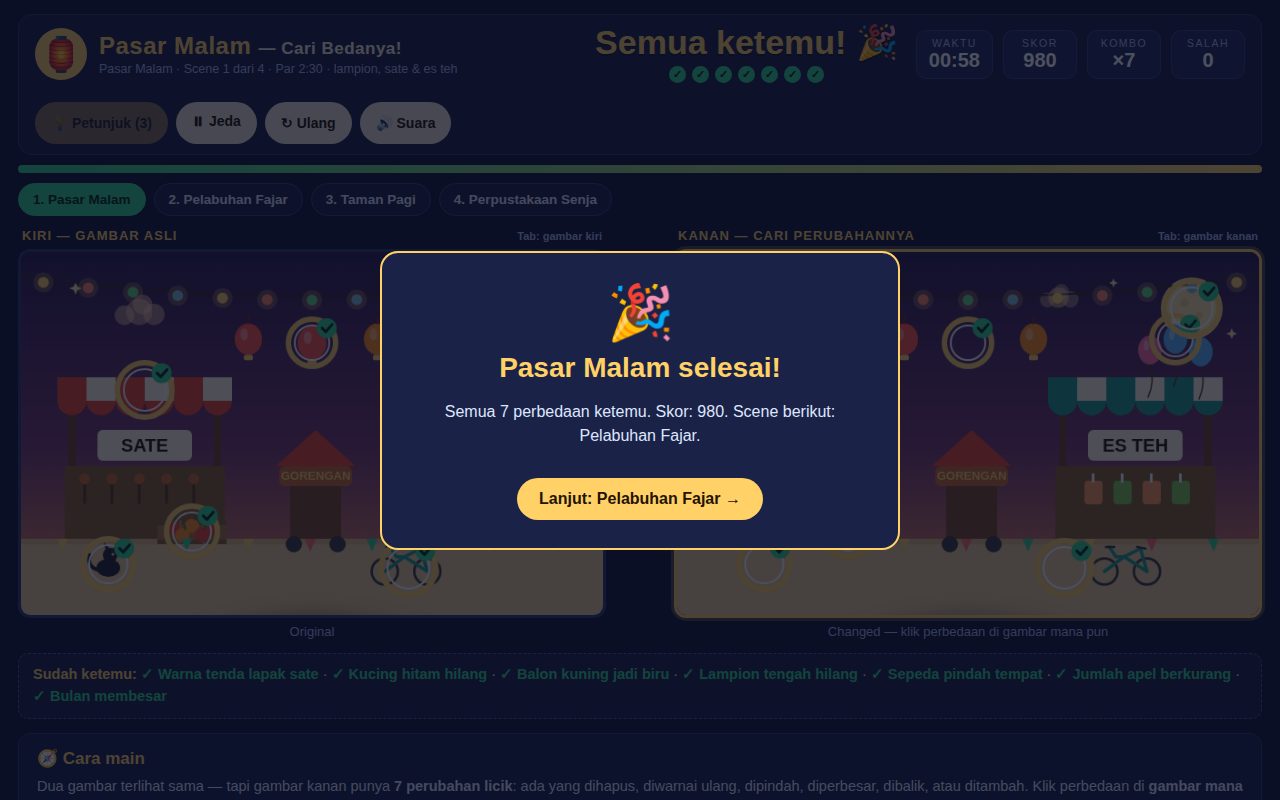 Pasar Malam — Cari Bedanya!
Pasar Malam · Scene 1 dari 4 · Par 2:30 · lampion, sate & es teh
Semua ketemu! 🎉
✓ ✓ ✓ ✓ ✓ ✓ ✓
WAKTU
00:58
SKOR
980
KOMBO
×7
SALAH
0
💡 Petunjuk (3)
⏸ Jeda
↻ Ulang
🔊 Suara
1. Pasar Malam
2. Pelabuhan Fajar
3. Taman Pagi
4. Perpustakaan Senja
KIRI — GAMBAR ASLI
Tab: gambar kiri
KANAN — CARI PERUBAHANNYA
Tab: gambar kanan
SATE
GORENGAN
GORENGAN
ES TEH
🎉
Pasar Malam selesai!
Semua 7 perbedaan ketemu. Skor: 980. Scene berikut:
Pelabuhan Fajar.
Lanjut: Pelabuhan Fajar →
Original
Changed — klik perbedaan di gambar mana pun
Sudah ketemu: ✓ Warna tenda lapak sate · ✓ Kucing hitam hilang · ✓ Balon kuning jadi biru · ✓ Lampion tengah hilang · ✓ Sepeda pindah tempat · ✓ Jumlah apel berkurang ·
✓ Bulan membesar
🧭 Cara main
Dua gambar terlihat sama — tapi gambar kanan punya 7 perubahan licik: ada yang dihapus, diwarnai ulang, dipindah, diperbesar, dibalik, atau ditambah. Klik perbedaan di gambar mana